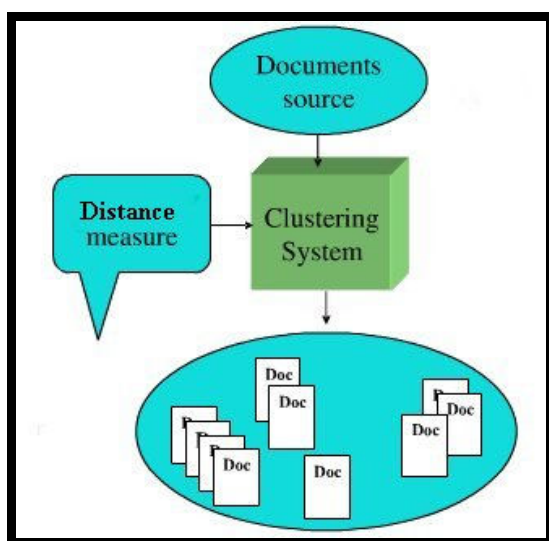 Documents
source
Distance
measure
Clustering
System
Doc
Doc
Doc
Doc
Doc
Doc